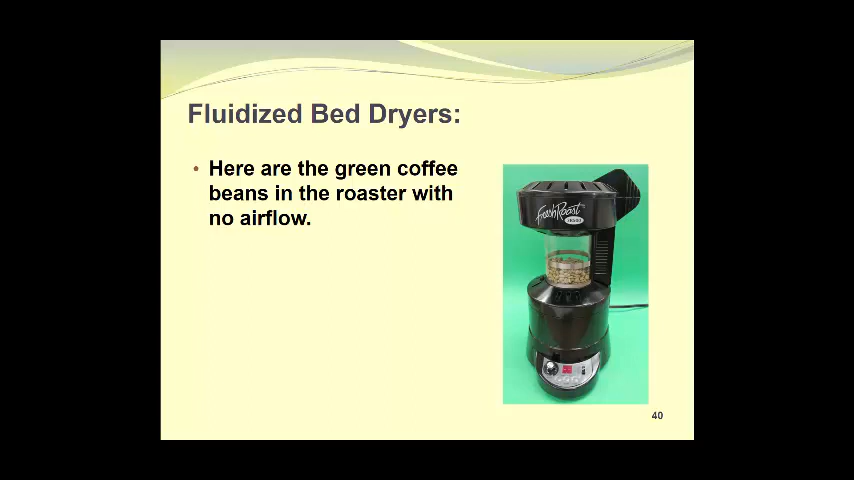 Fluidized Bed Dryers:
• Here are the green coffee
beans in the roaster with
no airflow.
FreshRoast
40